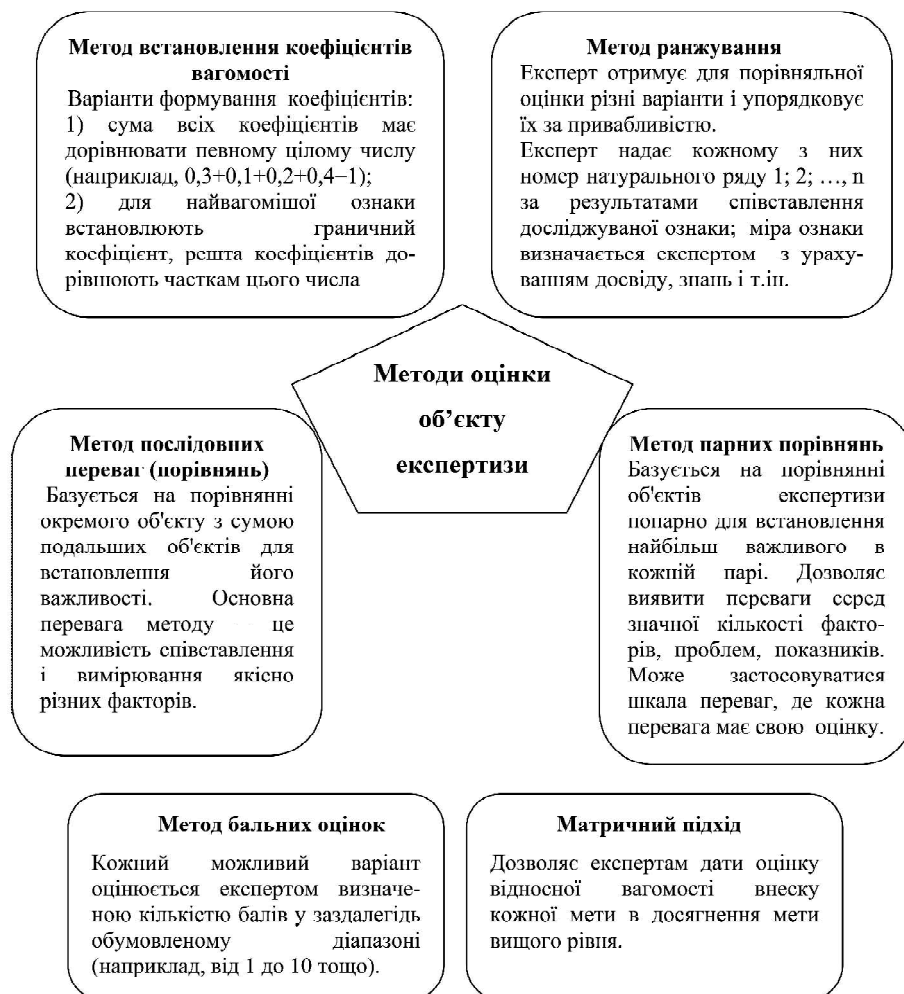 Метод встановлення коефіцієнтів
вагомості
Варіанти формування коефіцієнтів:
1) сума всіх коефіцієнтів має
дорівнювати певному цілому числу
(наприклад, 0,3+0,1+0,2+0,4–1);
2) для найвагомішої ознаки
встановлюють граничний
коефіцієнт, решта коефіцієнтів до-
рівнюють часткам цього числа
Метод ранжування
Експерт отримує для порівняльної
оцінки різні варіанти і упорядковує
їх за привабливістю.
Експерт надає кожному з них
номер натурального ряду 1; 2; …, n
за результатами співставлення
досліджуваної ознаки; міра ознаки
визначається експертом з ураху-
ванням досвіду, знань і т.ін.
Методи оцінки
об’єкту
експертизи
Метод послідовних
переваг (порівнянь)
Базується на порівнянні
окремого об'єкту з сумою
подальших об'єктів для
встановлення його
важливості. Основна
перевага методу – це
можливість співставлення
і вимірювання якісно
різних факторів.
Метод парних порівнянь
Базується на порівнянні
об'єктів експертизи
попарно для встановлення
найбільш важливого в
кожній парі. Дозволяє
виявити переваги серед
значної кількості факто-
рів, проблем, показників.
Може застосовуватися
шкала переваг, де кожна
перевага має свою оцінку.
Метод бальних оцінок
Кожний можливий варіант
оцінюється експертом визначе-
ною кількістю балів у заздалегідь
обумовленому діапазоні
(наприклад, від 1 до 10 тощо).
Матричний підхід
Дозволяє експертам дати оцінку
відносної вагомості внеску
кожної мети в досягнення мети
вищого рівня.